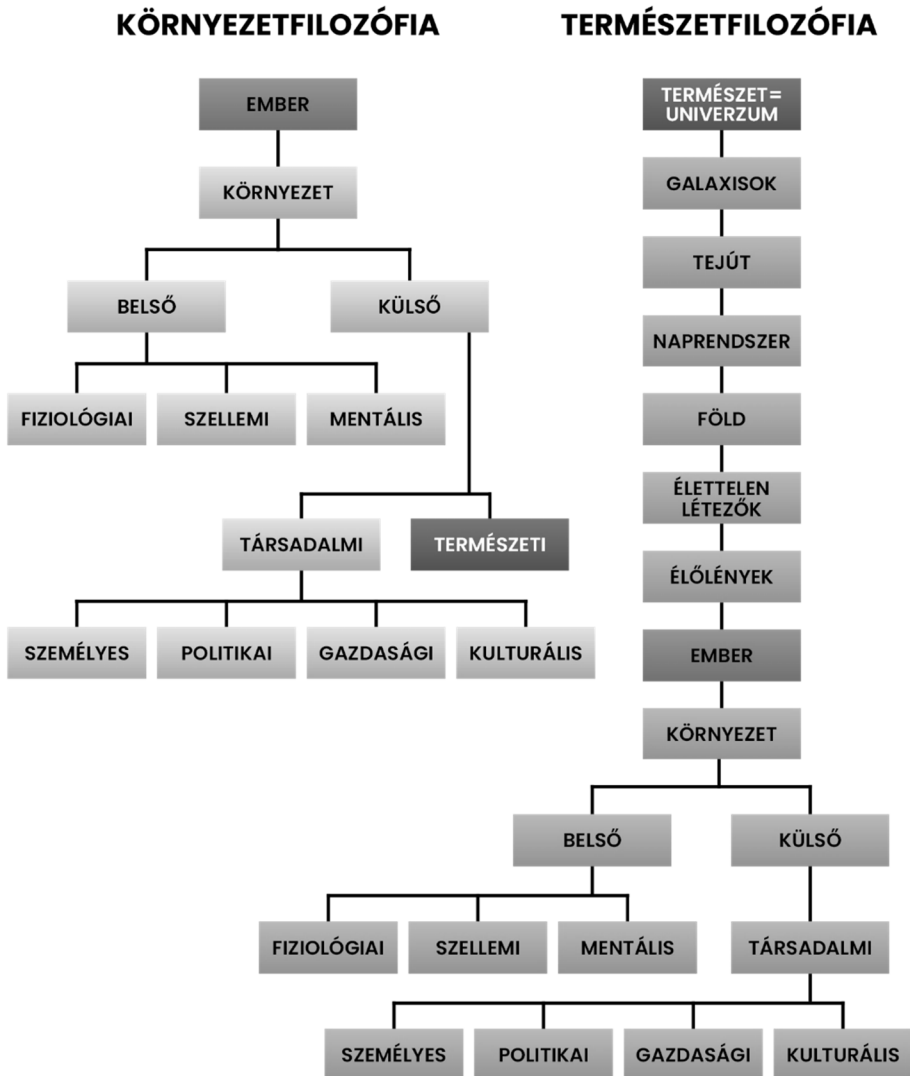 KÖRNYEZETFILOZÓFIA
EMBER
KÖRNYEZET
BELSŐ
KÜLSŐ
FIZIOLÓGIAI
SZELLEMI
MENTÁLIS
TÁRSADALMI
TERMÉSZETI
SZEMÉLYES
POLITIKAI
GAZDASÁGI
KULTURÁLIS
TERMÉSZETFILOZÓFIA
TERMÉSZET=
UNIVERZUM
GALAXISOK
TEJÚT
NAPRENDSZER
FÖLD
ÉLETTELEN
LÉTEZŐK
ÉLŐLÉNYEK
EMBER
KÖRNYEZET
BELSŐ
KÜLSŐ
FIZIOLÓGIAI
SZELLEMI
MENTÁLIS
TÁRSADALMI
SZEMÉLYES
POLITIKAI
GAZDASÁGI
KULTURÁLIS